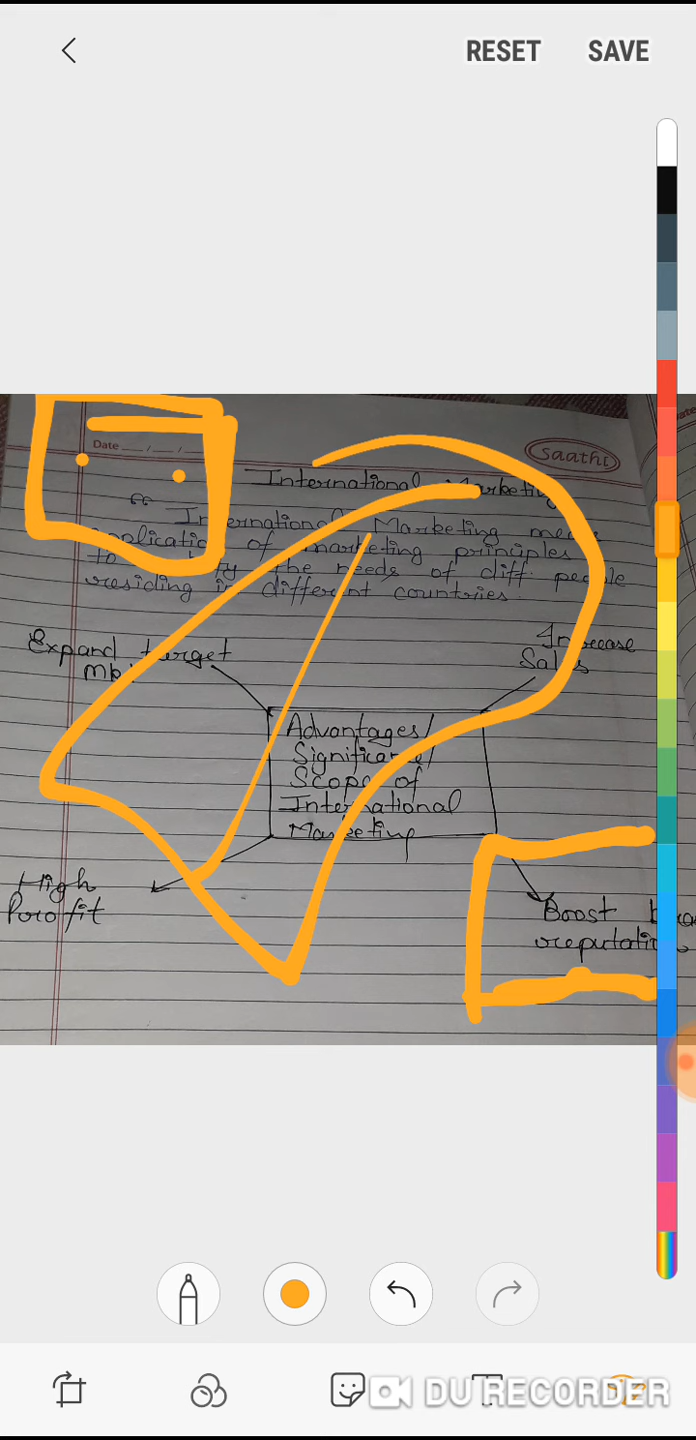 RESET SAVE
Date
Saathi
International Marketing
International Marketing means
application of marketing principles
to the needs of diff. people
residing in different countries.
Expand target
Increase
Sales
Advantages/
Significance/
Scope of
International
Marketing
High
Profit
Boost
reputation
DU RECORDER